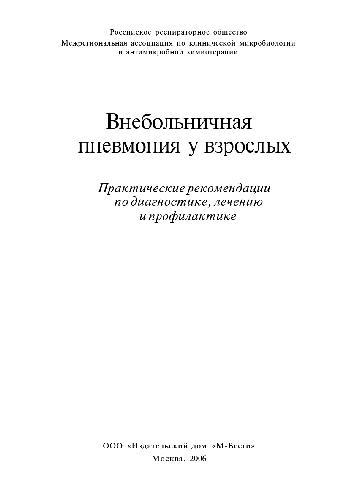 Российское респираторное общество
Межрегиональная ассоциация по клинической микробиологии
и антимикробной химиотерапии
Внебольничная
пневмония у взрослых
Практические рекомендации
по диагностике, лечению
и профилактике
ООО «Издательский дом «М-Вести»
Москва, 2006